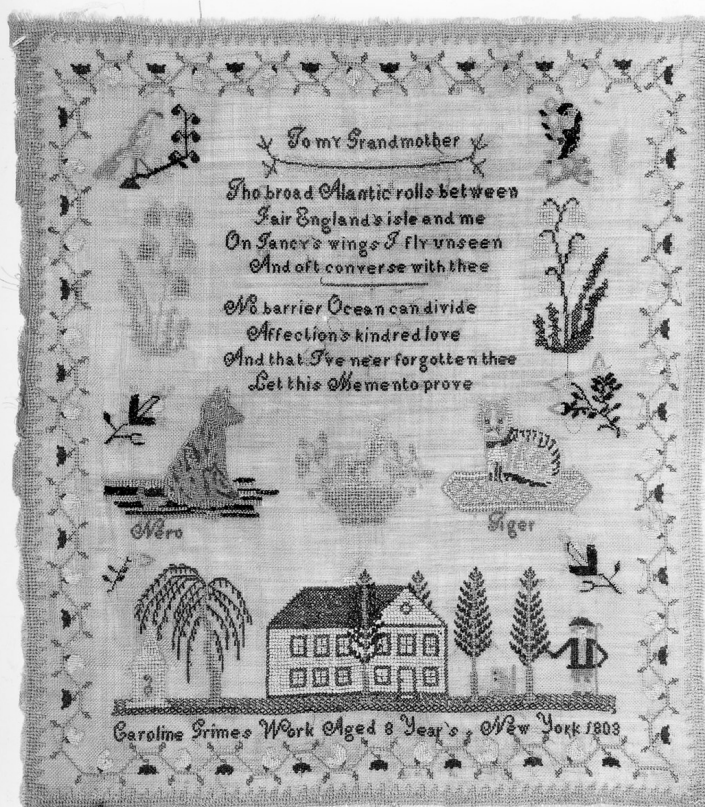 To my Grandmother
Tho broad Alantic rolls between
Fair England's isle and me
On Fancy's wings I fly unseen
And oft converse with thee
No barrier Ocean can divide
Affection's kindred love
And that I've ne'er forgotten thee
Let this Memento prove
Nero
Tiger
Caroline Grimes Work Aged 8 Year's, New York 1803